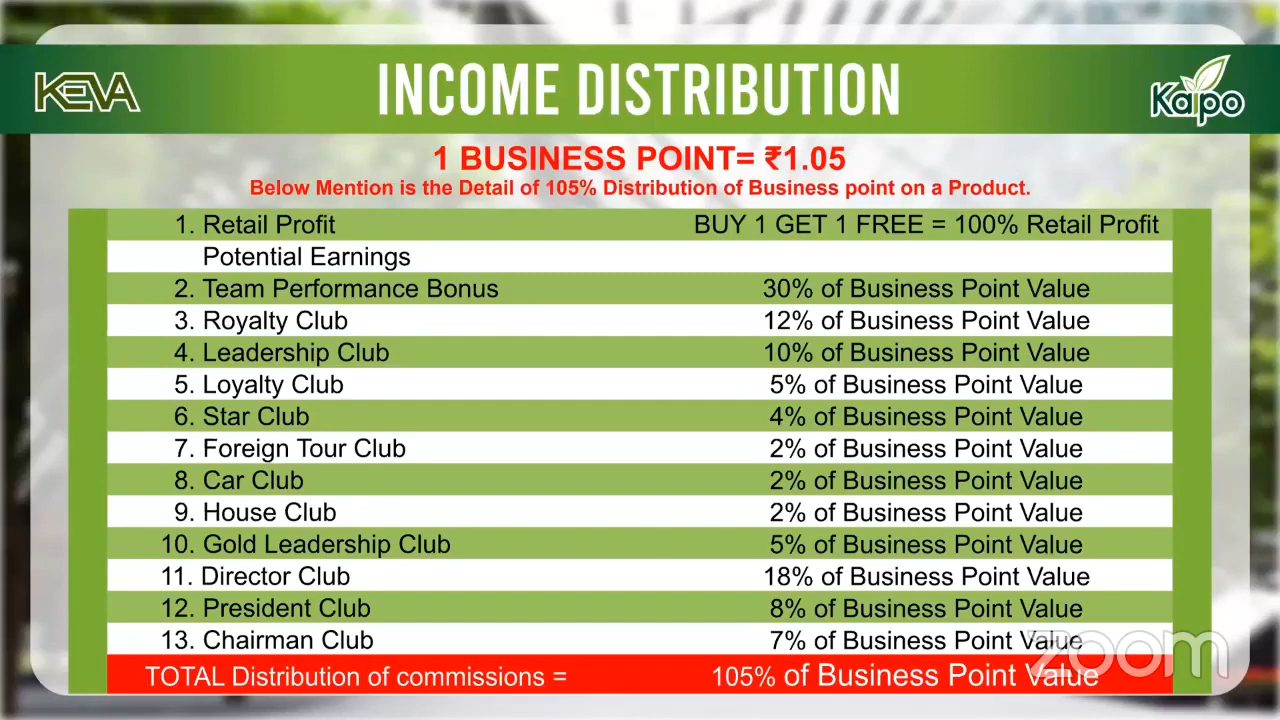 KEVA
INCOME DISTRIBUTION
Kaipo
1 BUSINESS POINT= ₹1.05
Below Mention is the Detail of 105% Distribution of Business point on a Product.
1. Retail Profit BUY 1 GET 1 FREE = 100% Retail Profit
Potential Earnings
2. Team Performance Bonus 30% of Business Point Value
3. Royalty Club 12% of Business Point Value
4. Leadership Club 10% of Business Point Value
5. Loyalty Club 5% of Business Point Value
6. Star Club 4% of Business Point Value
7. Foreign Tour Club 2% of Business Point Value
8. Car Club 2% of Business Point Value
9. House Club 2% of Business Point Value
10. Gold Leadership Club 5% of Business Point Value
11. Director Club 18% of Business Point Value
12. President Club 8% of Business Point Value
13. Chairman Club 7% of Business Point Value
TOTAL Distribution of commissions = 105% of Business Point Value
zoom